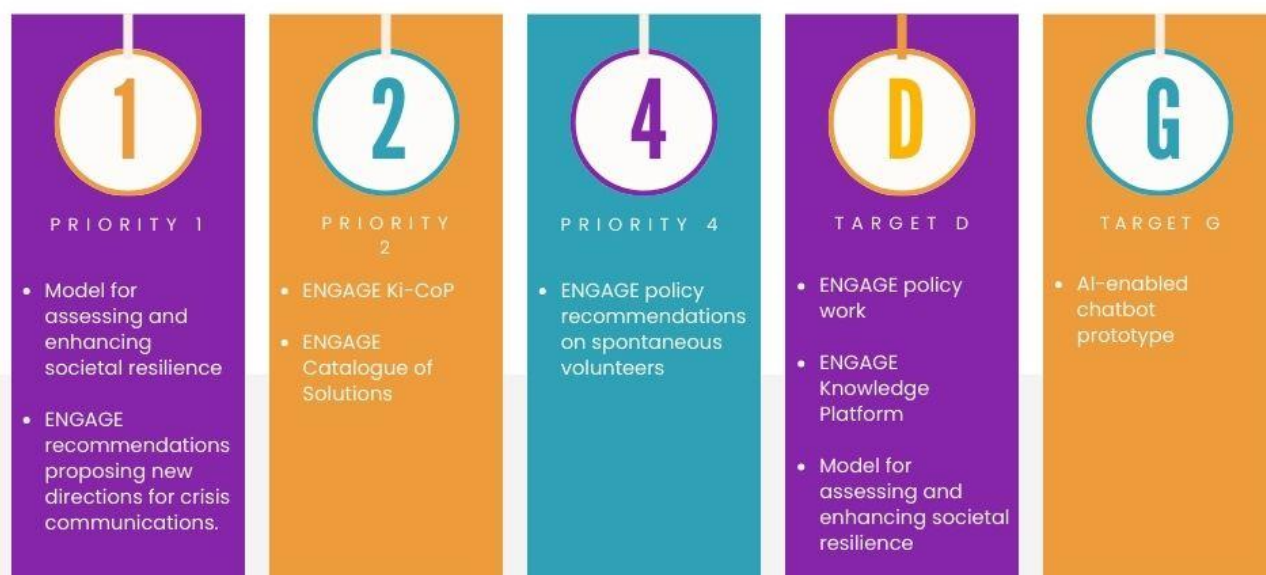 1
PRIORITY 1
• Model for
assessing and
enhancing
societal resilience
• ENGAGE
recommendations
proposing new
directions for crisis
communications.
2
PRIORITY
2
• ENGAGE Ki-CoP
• ENGAGE
Catalogue of
Solutions
4
PRIORITY 4
• ENGAGE policy
recommendations
on spontaneous
volunteers
D
TARGET D
• ENGAGE policy
work
• ENGAGE
Knowledge
Platform
• Model for
assessing and
enhancing societal
resilience
G
TARGET G
• AI-enabled
chatbot
prototype